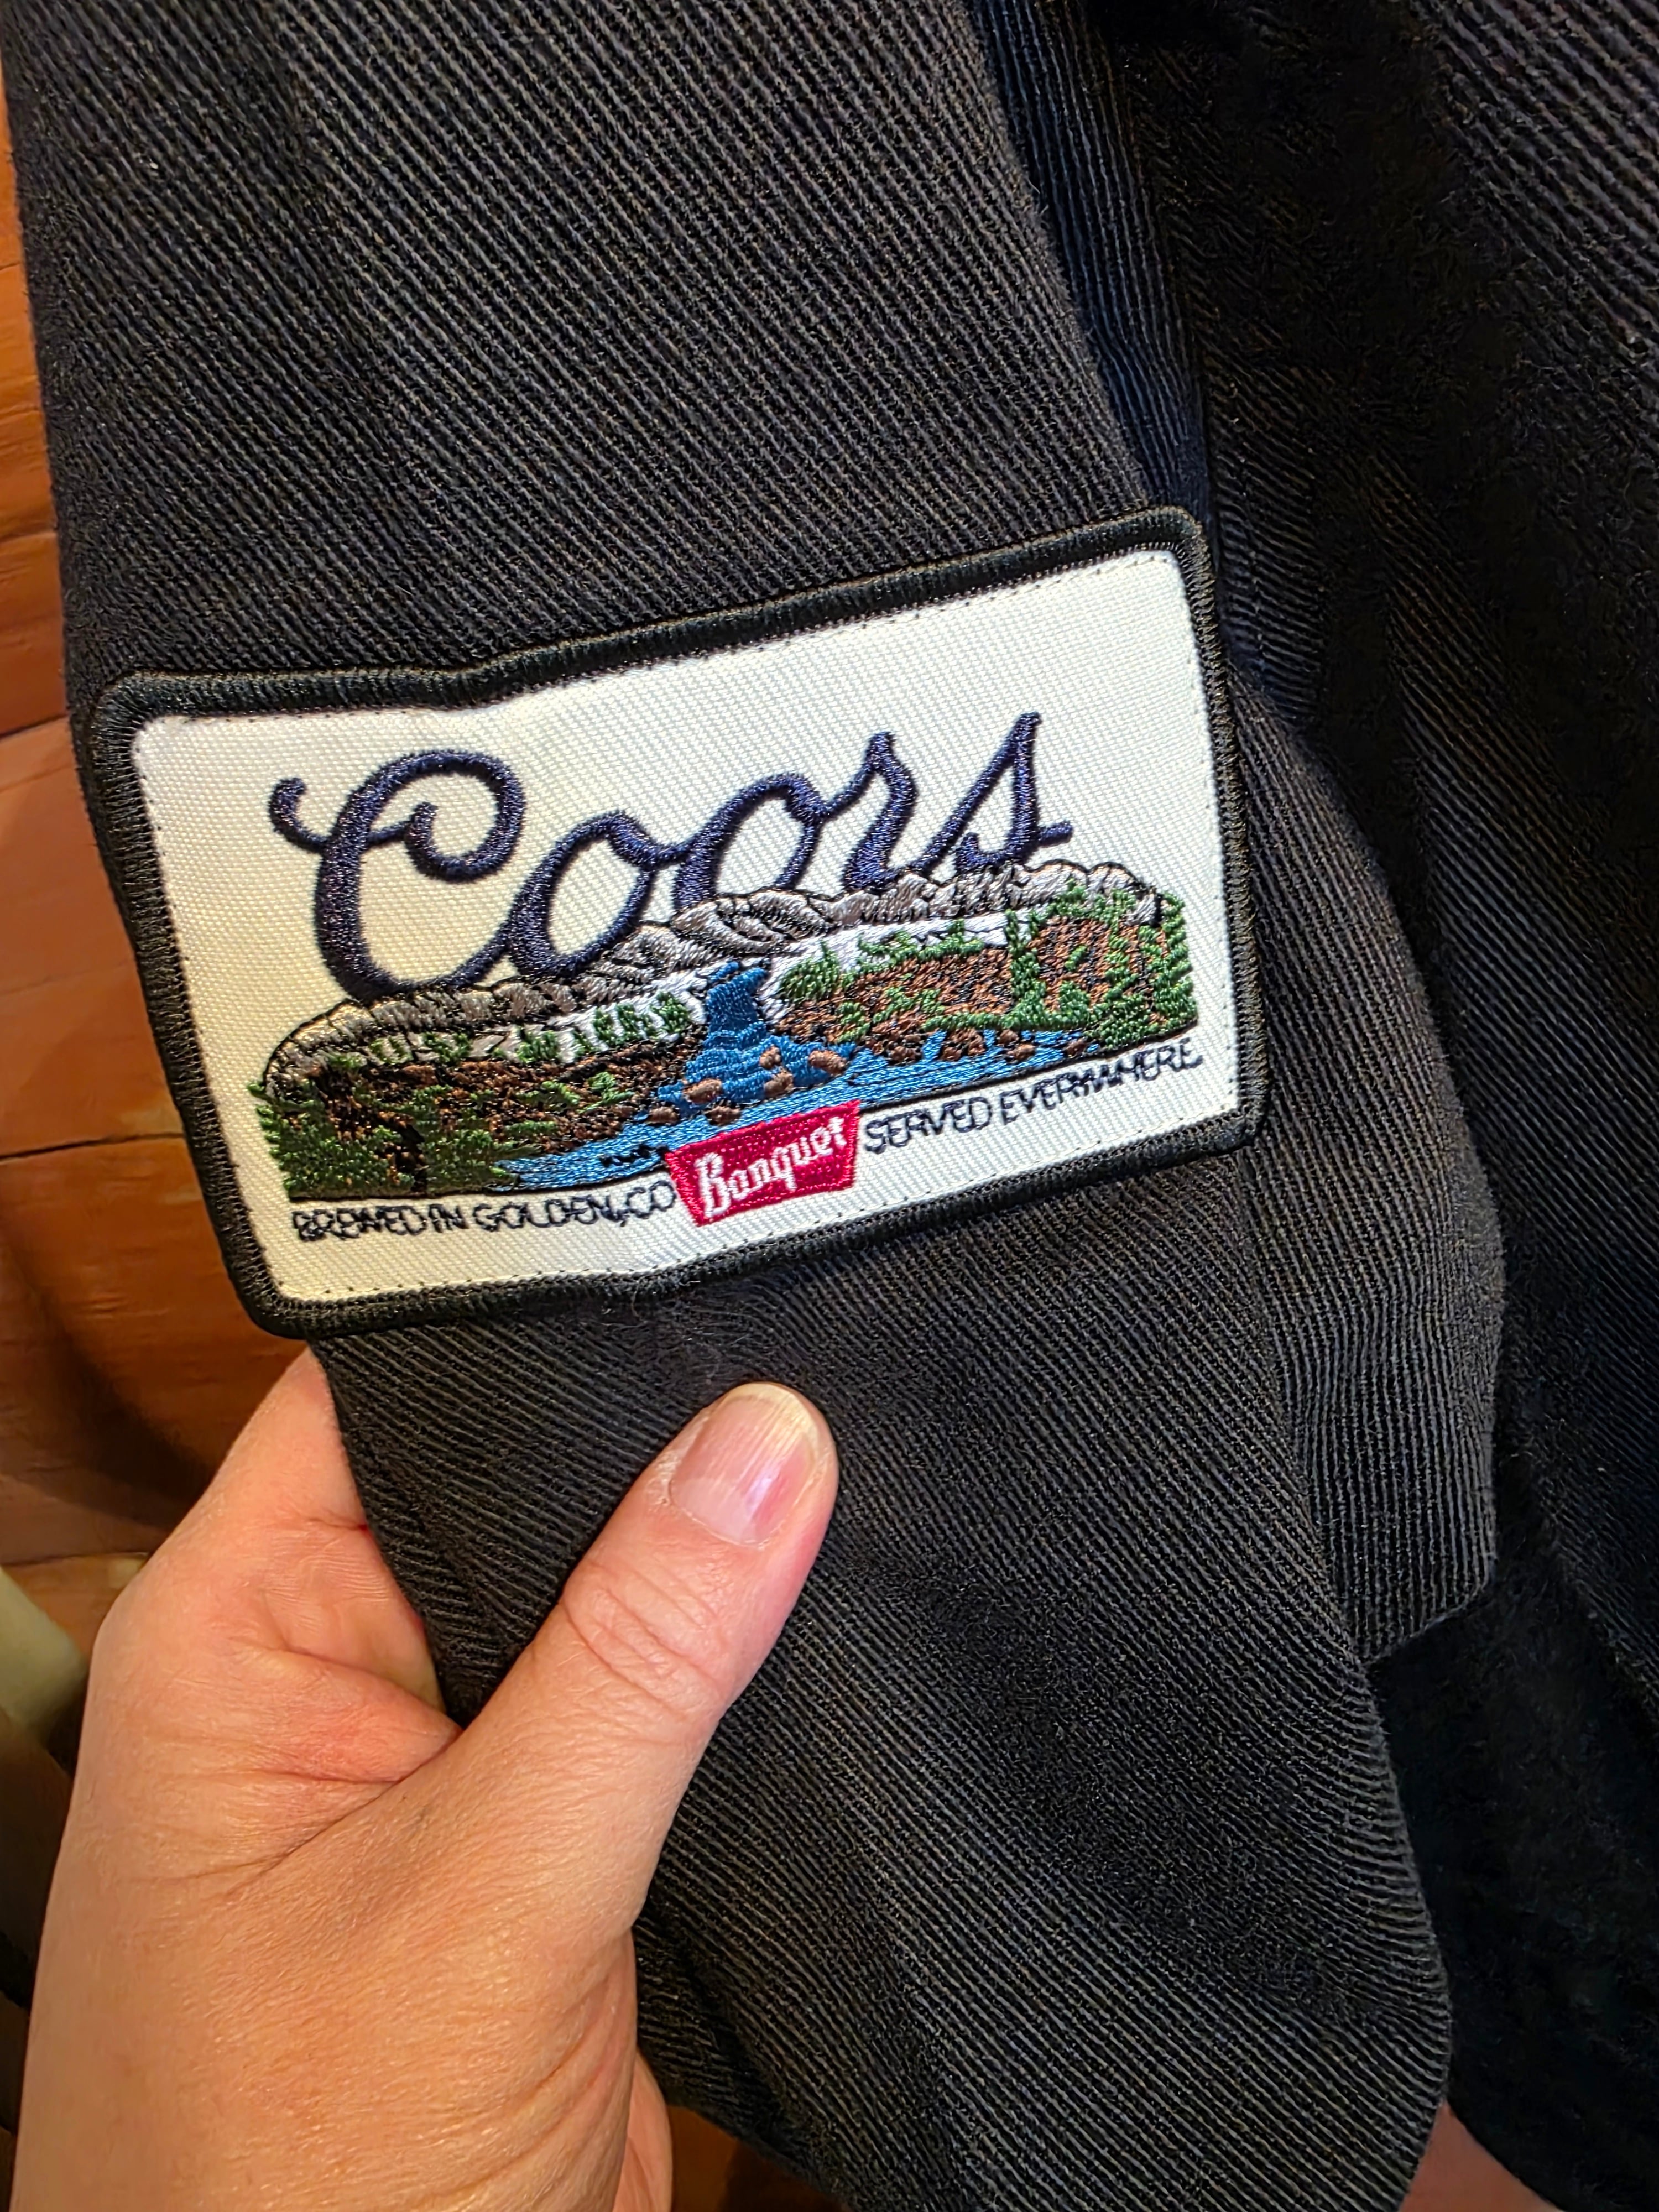 Coors
BREWED IN GOLDEN, CO Banquet SERVED EVERYWHERE